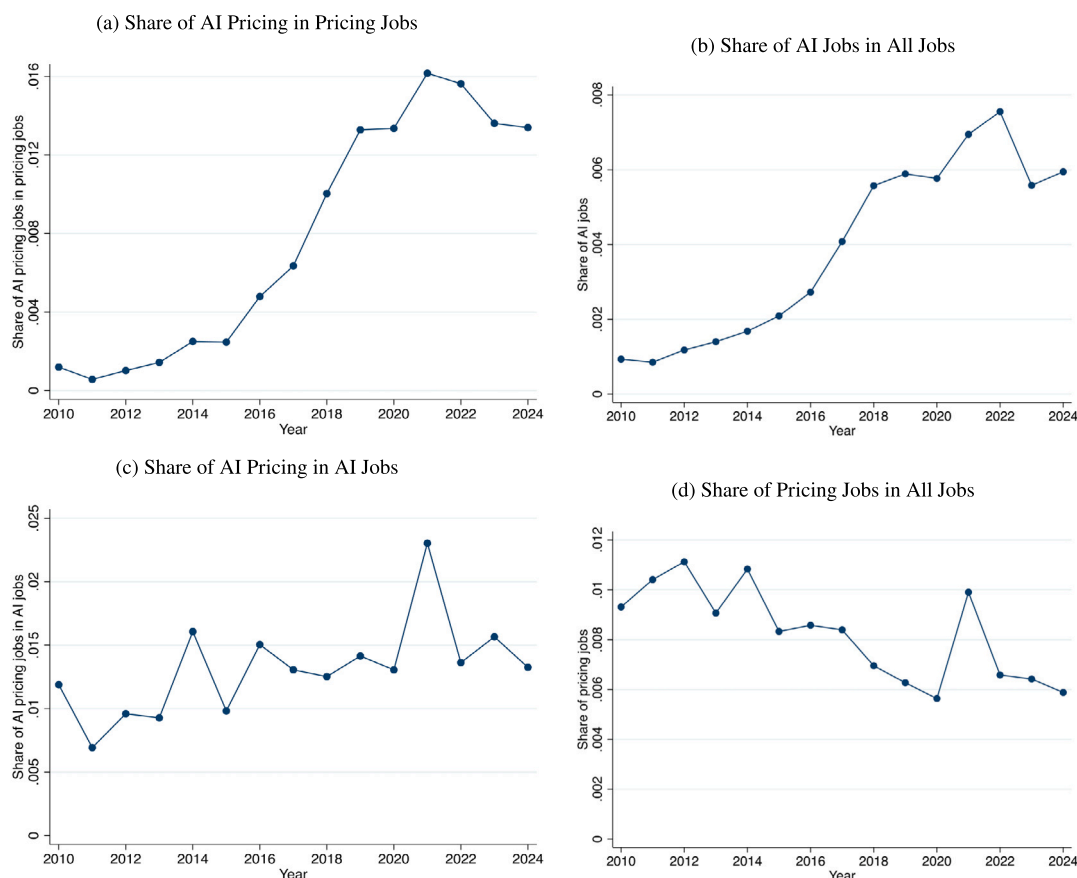 (a) Share of AI Pricing in Pricing Jobs
Share of AI pricing jobs in pricing jobs
.016
.012
.008
.004
0
2010 2012 2014 2016 2018 2020 2022 2024
Year
(b) Share of AI Jobs in All Jobs
Share of AI jobs
.008
.006
.004
.002
0
2010 2012 2014 2016 2018 2020 2022 2024
Year
(c) Share of AI Pricing in AI Jobs
Share of AI pricing jobs in AI jobs
.025
.02
.015
.01
.005
0
2010 2012 2014 2016 2018 2020 2022 2024
Year
(d) Share of Pricing Jobs in All Jobs
Share of pricing jobs
.012
.01
.008
.006
.004
.002
0
2010 2012 2014 2016 2018 2020 2022 2024
Year